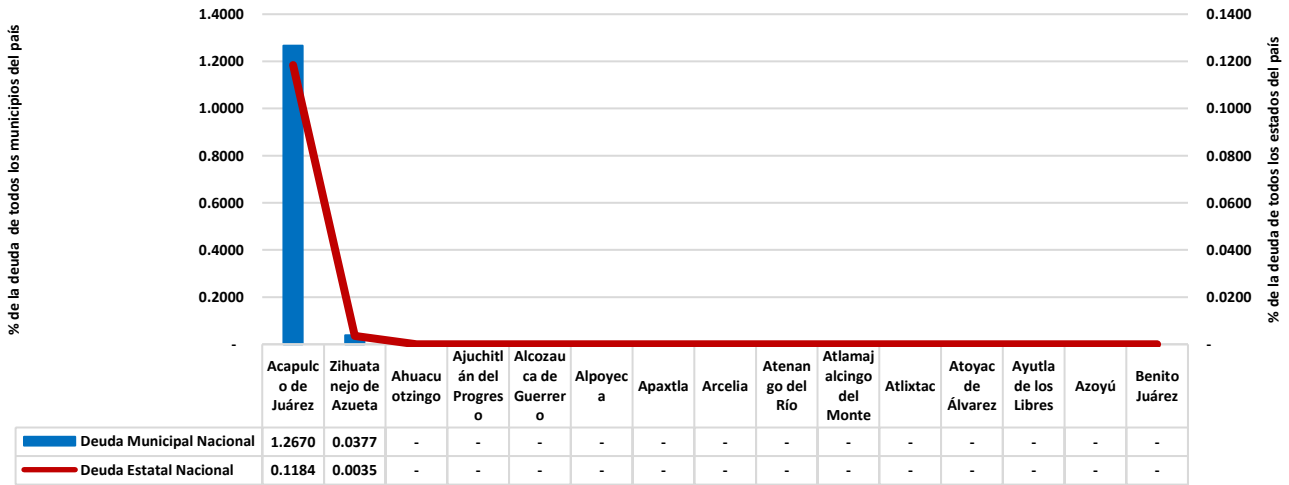 % de la deuda de todos los municipios del país
1.4000
1.2000
1.0000
0.8000
0.6000
0.4000
0.2000
-
0.1400
0.1200
0.1000
0.0800
0.0600
0.0400
0.0200
-
% de la deuda de todos los estados del país
Acapulc
o de
Juárez
Zihuata
nejo de
Azueta
Ahuacu
otzingo
Ajuchitl
án del
Progres
o
Alcozau
ca de
Guerrer
o
Alpoyec
a
Apaxtla
Arcelia
Atenan
go del
Río
Atlamaj
alcingo
del
Monte
Atlixtac
Atoyac
de
Álvarez
Ayutla
de los
Libres
Azoyú
Benito
Juárez
Deuda Municipal Nacional 1.2670 0.0377 - - - - - - - - - - - - -
Deuda Estatal Nacional 0.1184 0.0035 - - - - - - - - - - - - -